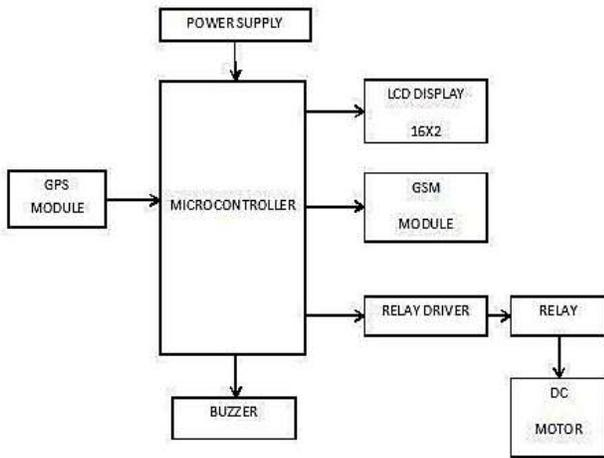 POWER SUPPLY
LCD DISPLAY
16X2
GPS
MODULE
MICROCONTROLLER
GSM
MODULE
RELAY DRIVER
RELAY
BUZZER
DC
MOTOR